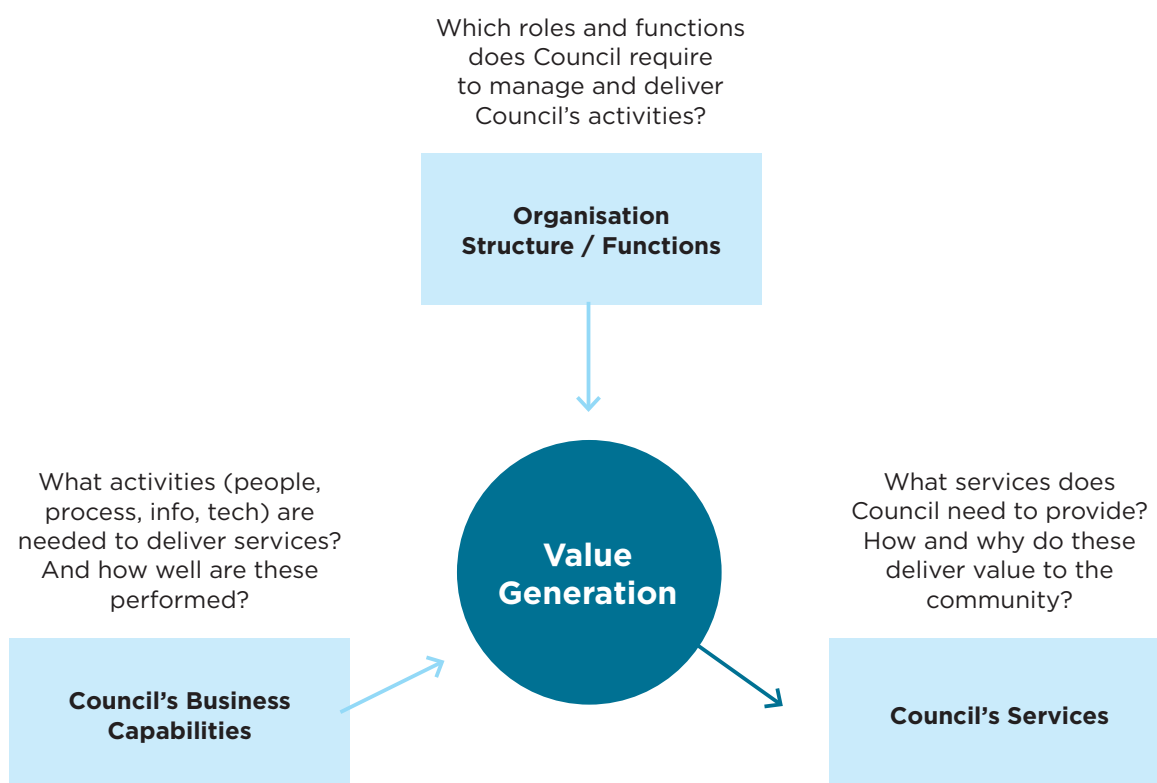 Which roles and functions
does Council require
to manage and deliver
Council’s activities?
Organisation
Structure / Functions
What activities (people,
process, info, tech) are
needed to deliver services?
And how well are these
performed?
Council’s Business
Capabilities
Value
Generation
What services does
Council need to provide?
How and why do these
deliver value to the
community?
Council’s Services